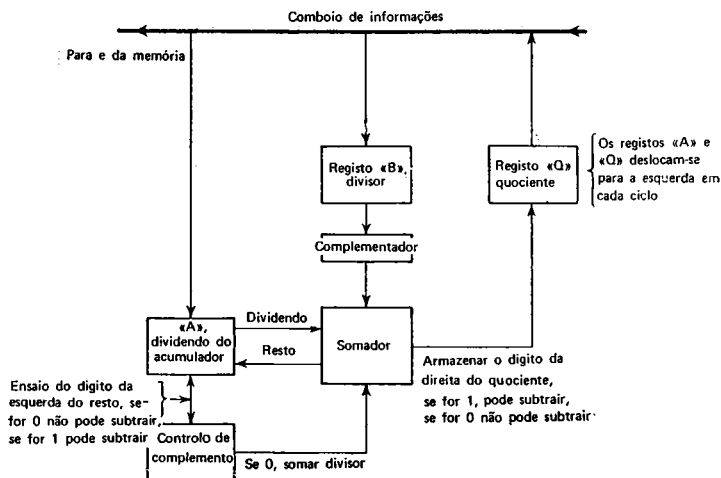 Comboio de informações
Para e da memória
Registo «B»,
divisor
Registo «Q»
quociente
Os registos «A» e
«Q» deslocam-se
para a esquerda em
cada ciclo
Complementador
«A»,
dividendo do
acumulador
Dividendo
Resto
Somador
Armazenar o digito da
direita do quociente,
se for 1, pode subtrair,
se for 0 não pode subtrair
Ensaio do digito da
esquerda do resto, se-
for 0 não pode subtrair,
se for 1 pode subtrair
Controlo de
complemento
Se 0, somar divisor